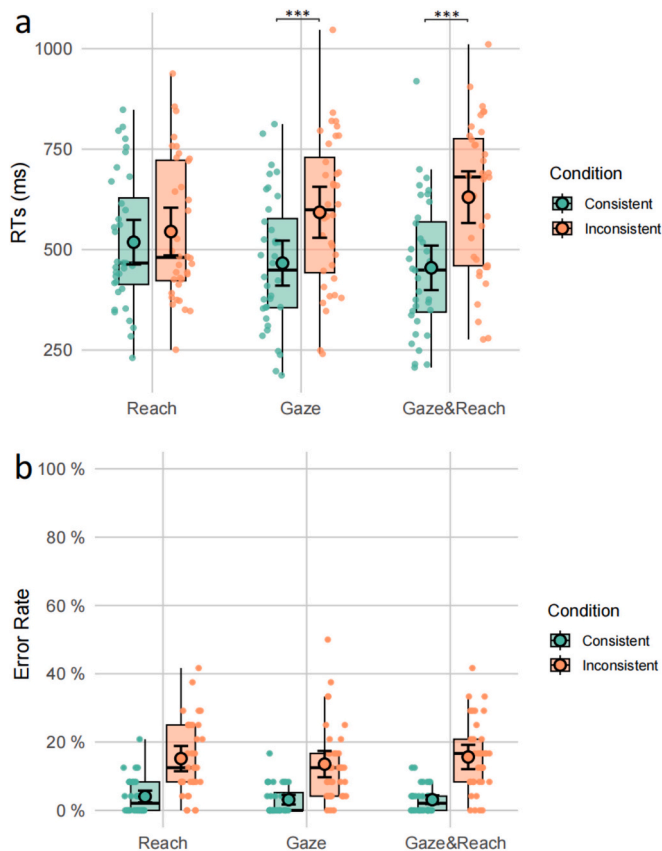 a
*** ***
1000
750
500
250
RTs (ms)
Reach Gaze Gaze&Reach
Condition
Consistent
Inconsistent
b
100 %
80 %
60 %
40 %
20 %
0 %
Error Rate
Reach Gaze Gaze&Reach
Condition
Consistent
Inconsistent